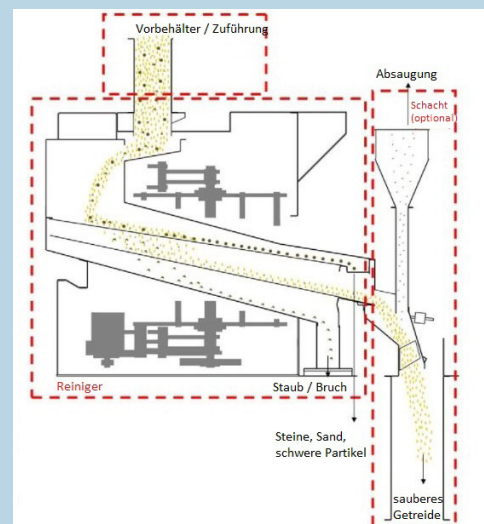 Vorbehälter / Zuführung
Absaugung
Schacht
(optional)
Reiniger
Staub / Bruch
Steine, Sand,
schwere Partikel
sauberes
Getreide